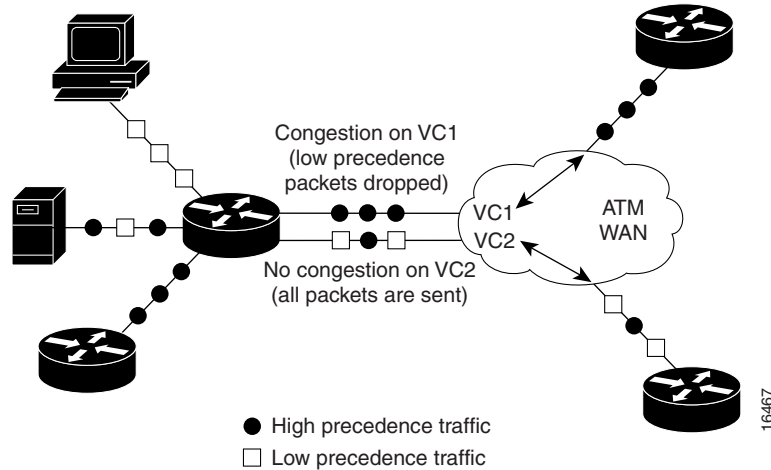 Congestion on VC1
(low precedence
packets dropped)
VC1
VC2
ATM
WAN
No congestion on VC2
(all packets are sent)
High precedence traffic
Low precedence traffic
16467